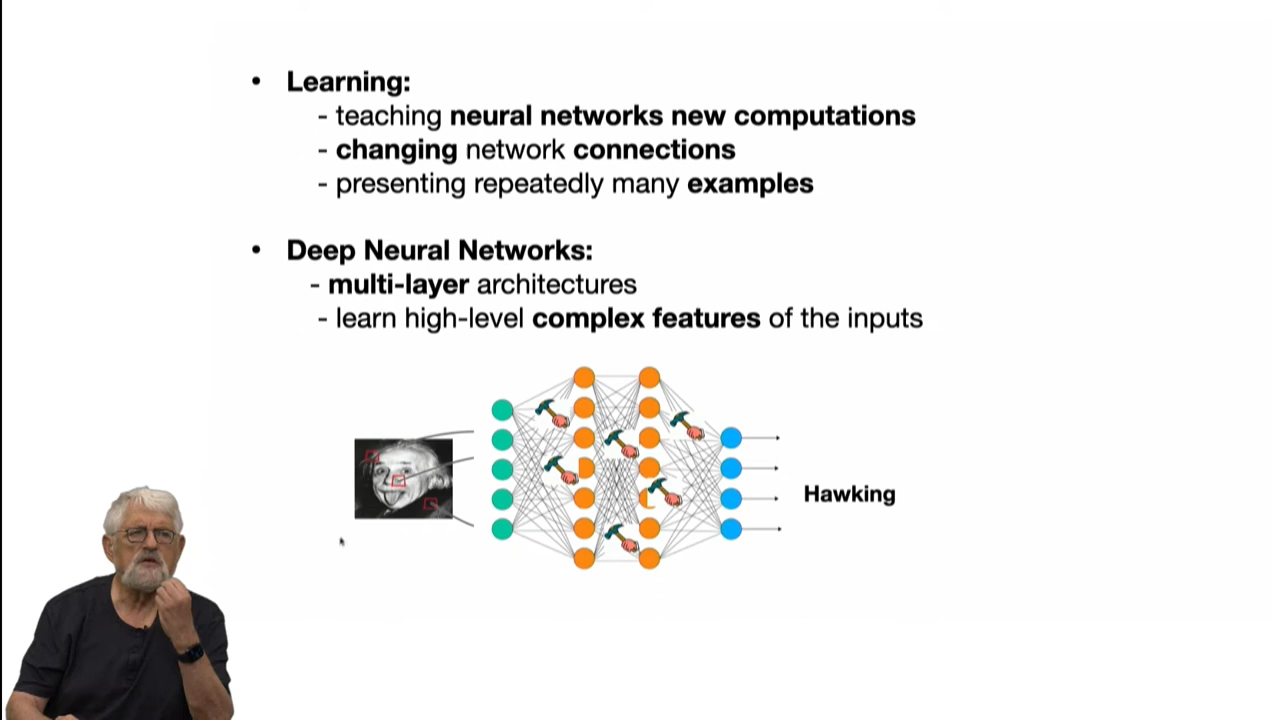 • Learning:
- teaching neural networks new computations
- changing network connections
- presenting repeatedly many examples
• Deep Neural Networks:
- multi-layer architectures
- learn high-level complex features of the inputs
Hawking